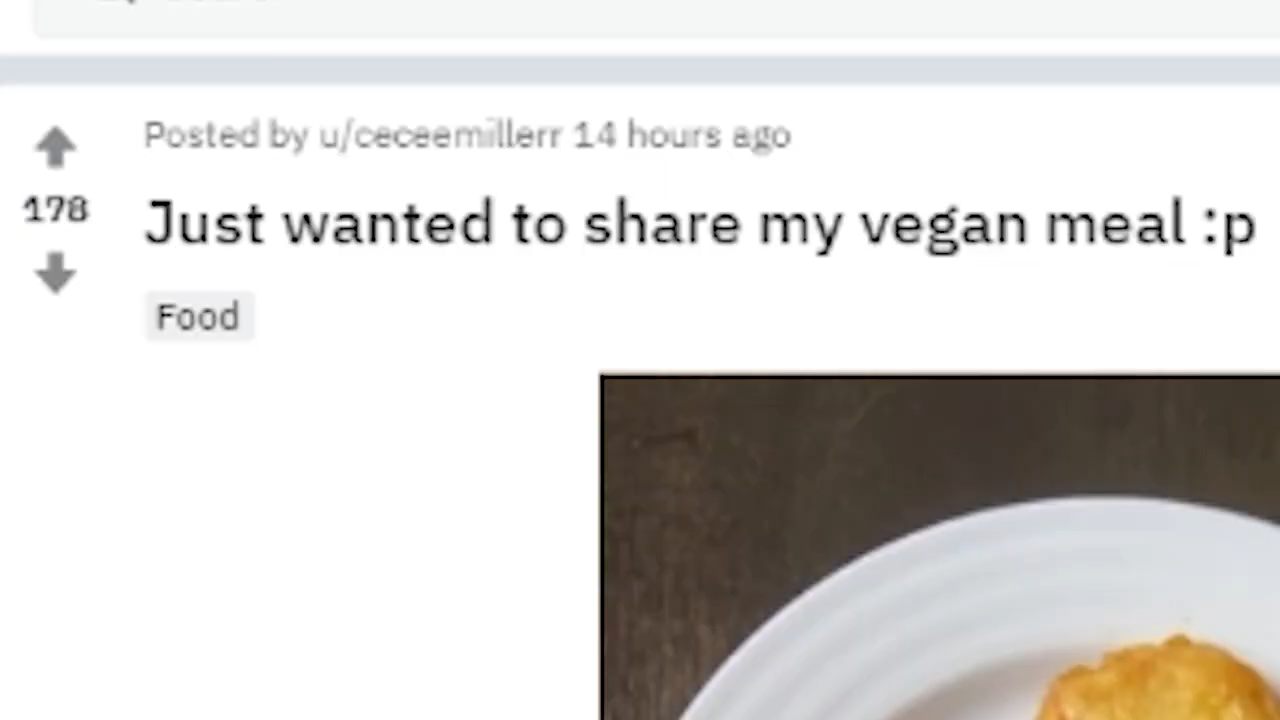 Posted by u/ceceemillerr 14 hours ago
178
Just wanted to share my vegan meal :p
Food